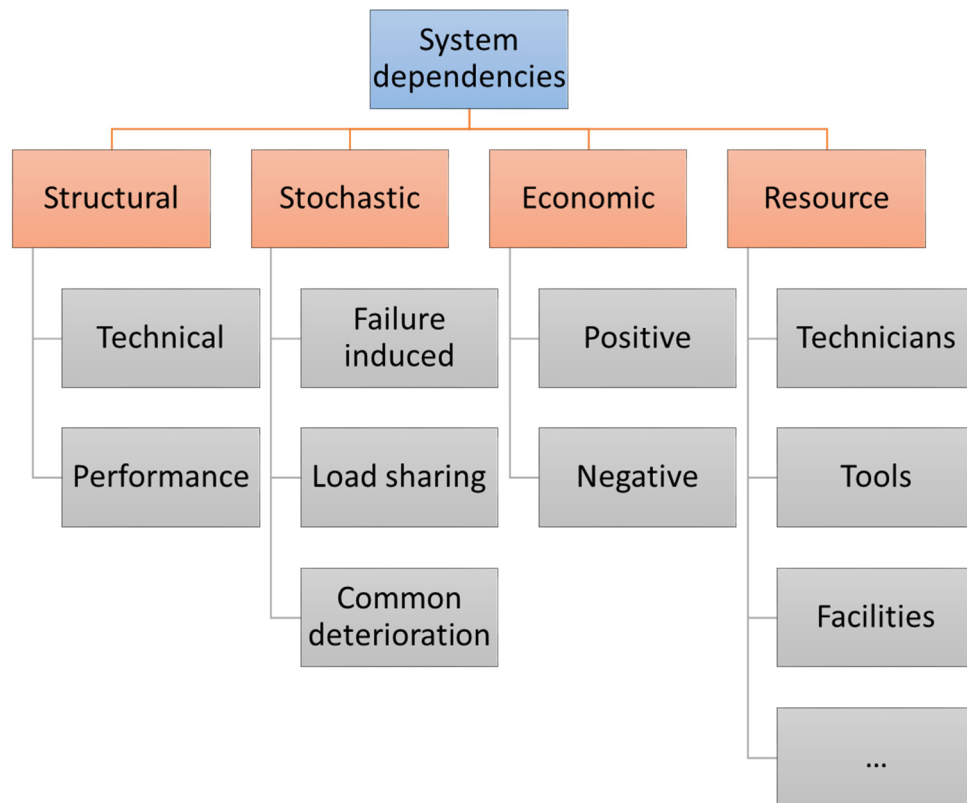 System
dependencies
Structural
Stochastic
Economic
Resource
Technical
Failure
induced
Positive
Technicians
Performance
Load sharing
Negative
Tools
Common
deterioration
Facilities
...